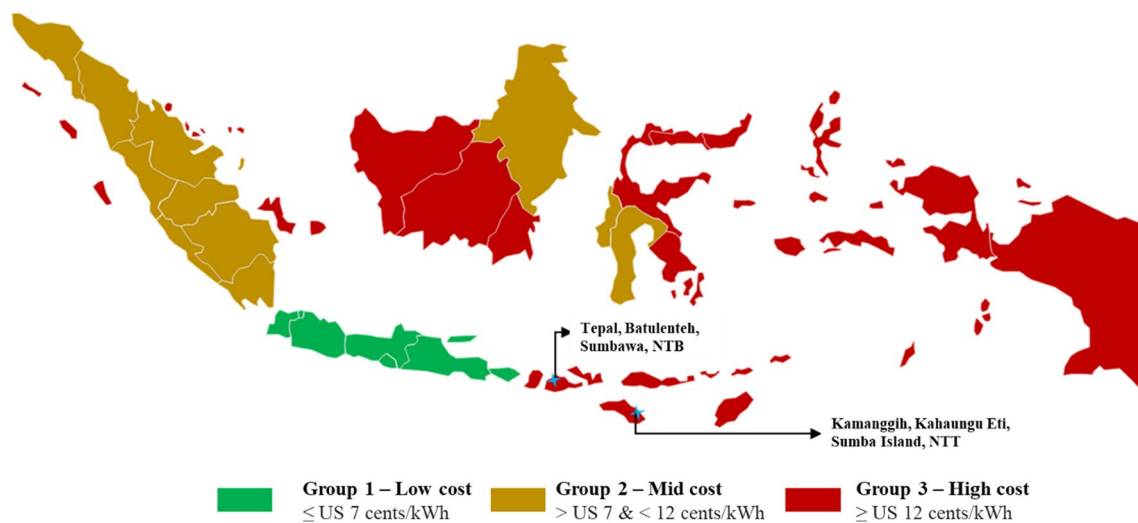 Tepal, Batulenteh,
Sumbawa, NTB
Kamanggih, Kahaungu Eti,
Sumba Island, NTT
Group 1 – Low cost
≤ US 7 cents/kWh
Group 2 – Mid cost
> US 7 & < 12 cents/kWh
Group 3 – High cost
≥ US 12 cents/kWh